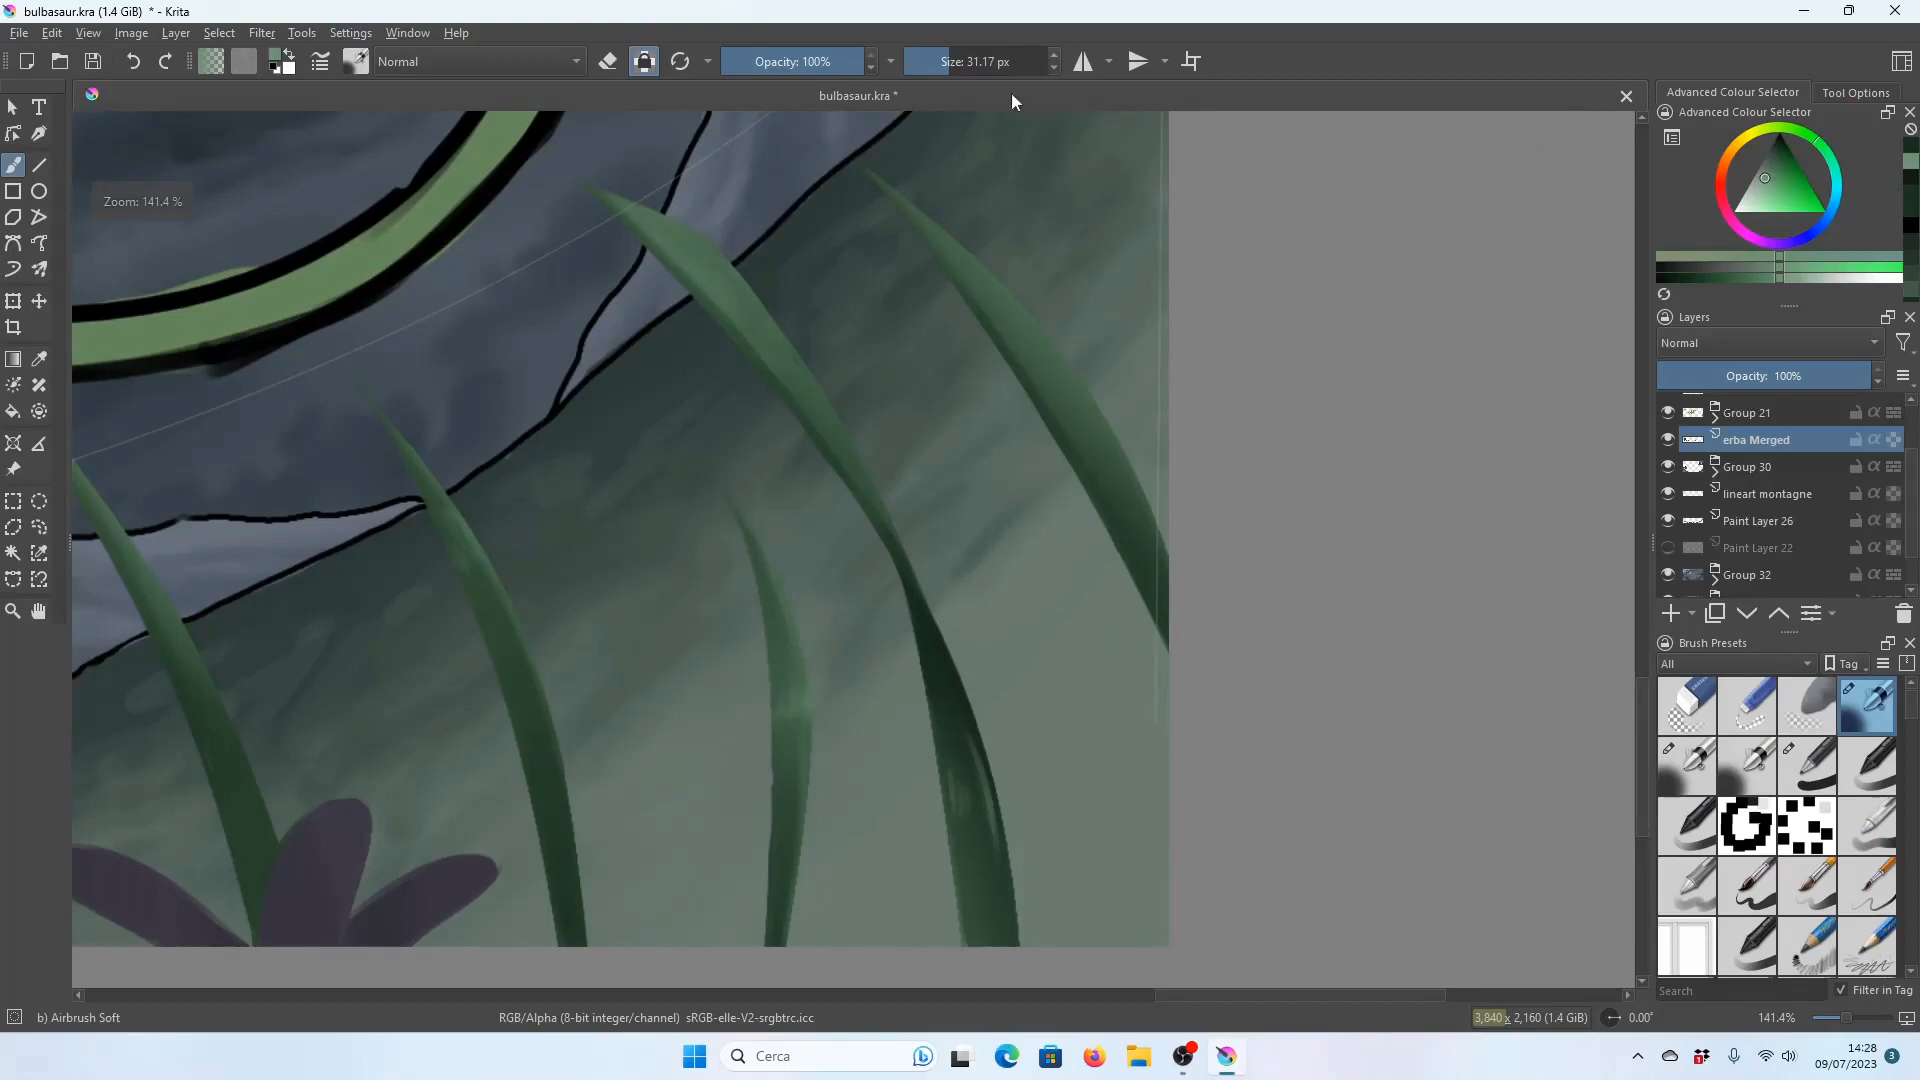 bulbasaur.kra (1.4 GiB)  * - Krita
File Edit View Image Layer Select Filter Tools Settings Window Help
Normal Opacity: 100% Size: 31.17 px
bulbasaur.kra *
Zoom: 141.4 %
Advanced Colour Selector Tool Options
Advanced Colour Selector
Layers
Normal
Opacity:  100%
Group 21
erba Merged
Group 30
lineart montagne
Paint Layer 26
Paint Layer 22
Group 32
Brush Presets
All Tag
Search Filter in Tag
b) Airbrush Soft RGB/Alpha (8-bit integer/channel)  sRGB-elle-V2-srgbtrc.icc 3,840 x 2,160 (1.4 GiB) 0.00° 141.4%
Cerca 14:28
09/07/2023 3